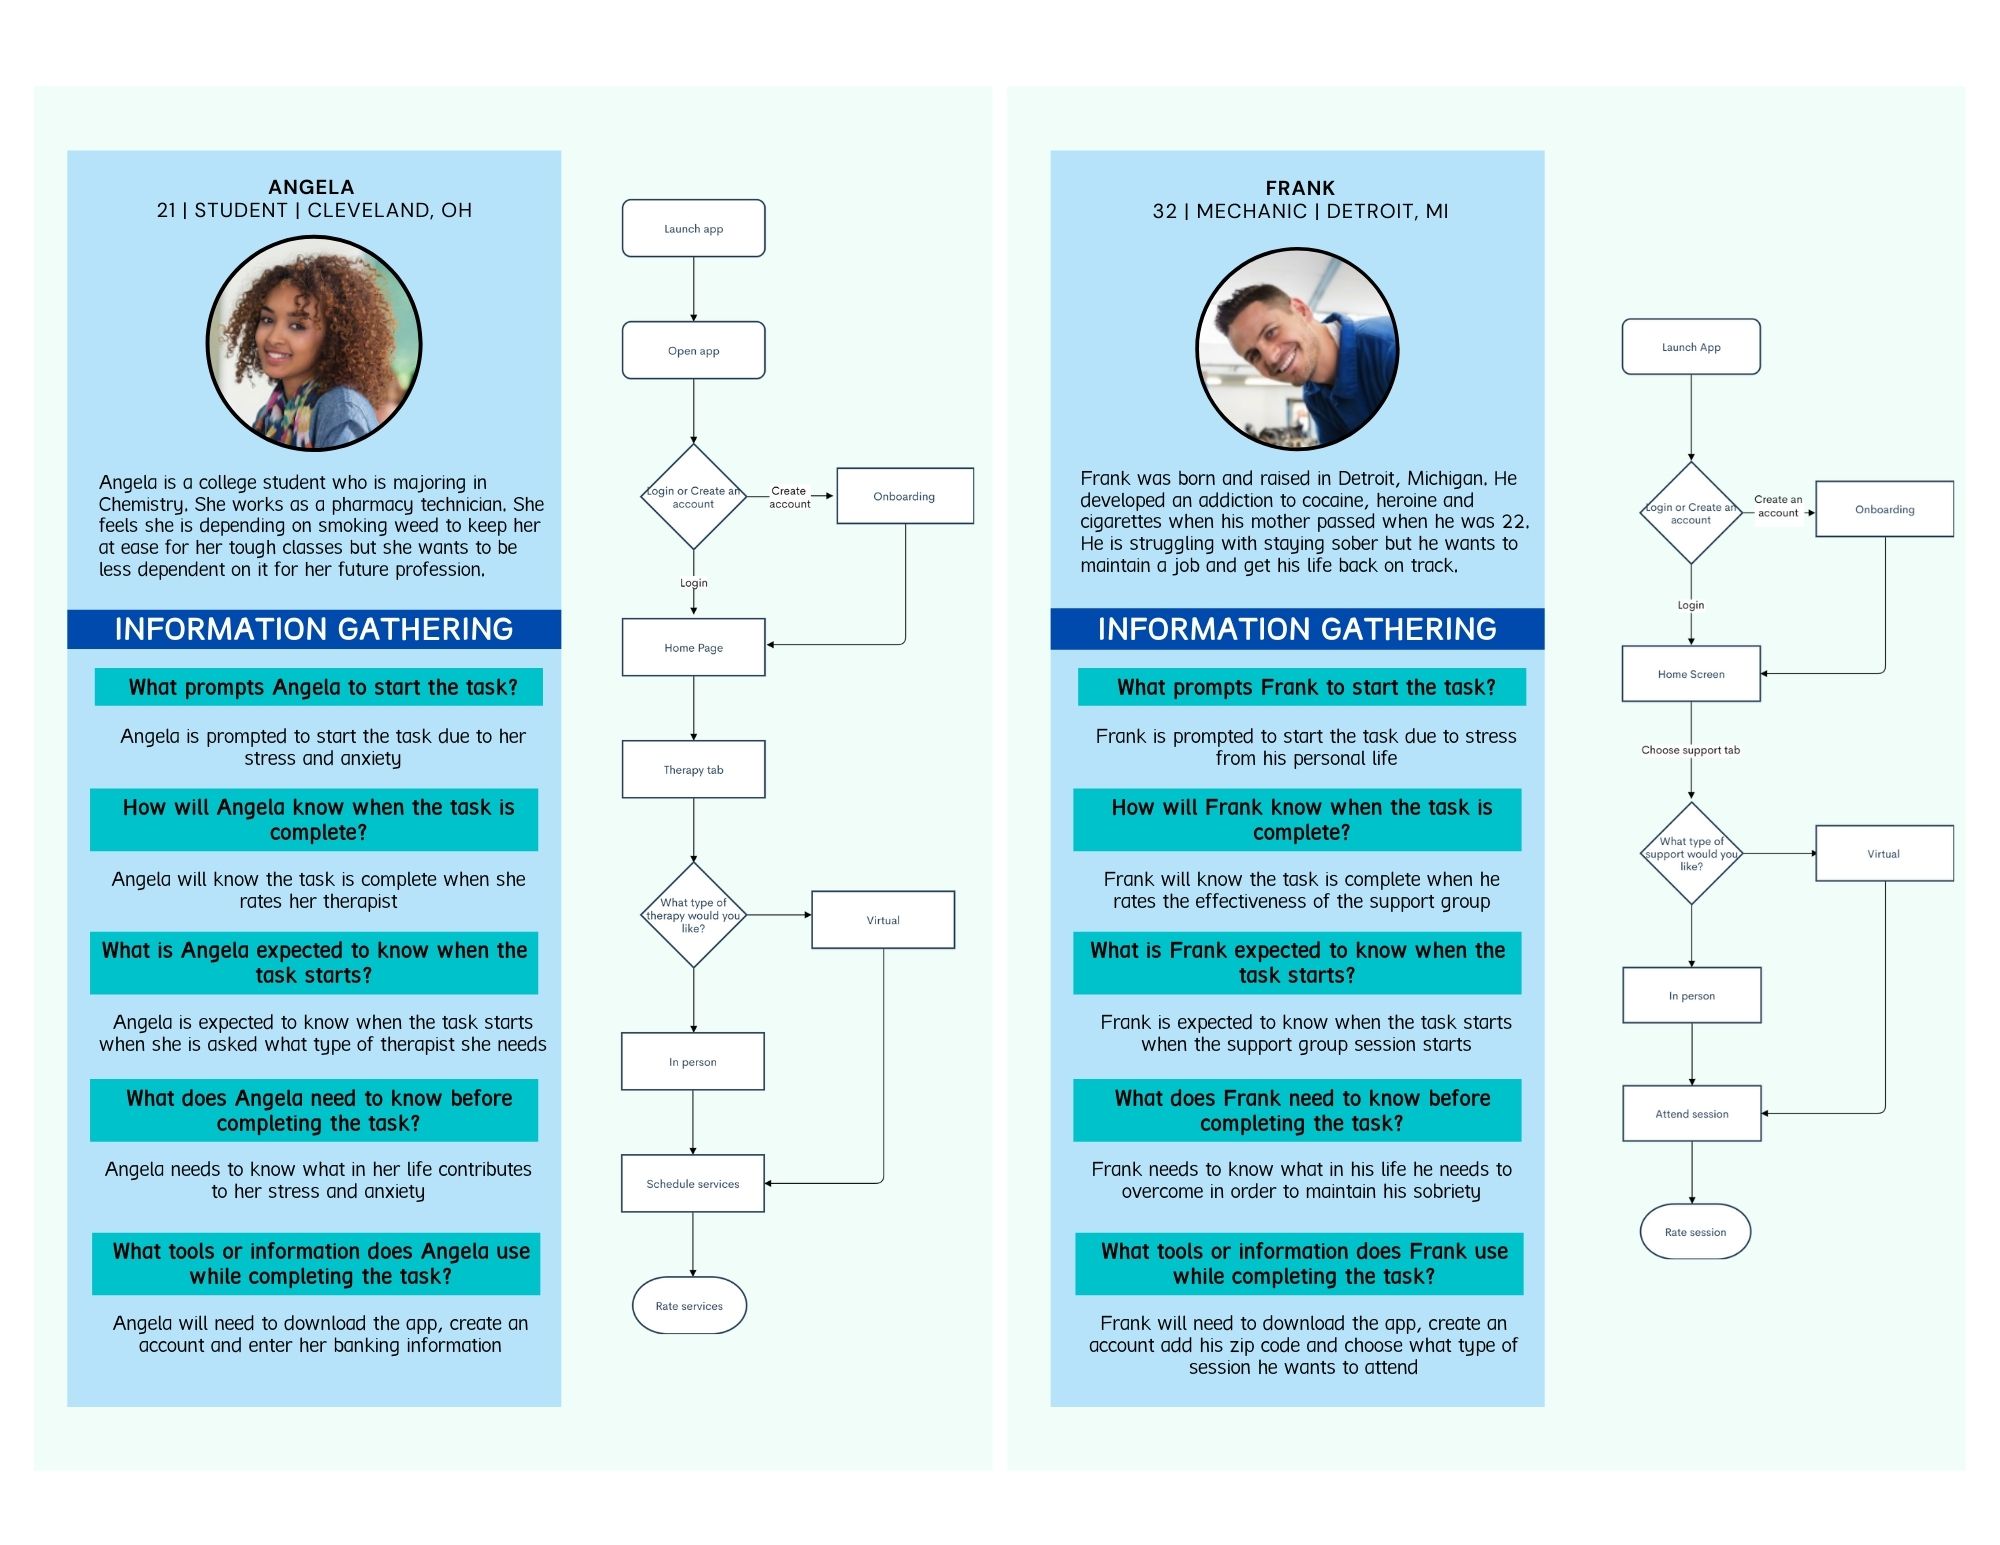 ANGELA
21 | STUDENT | CLEVELAND, OH
Angela is a college student who is majoring in
Chemistry. She works as a pharmacy technician. She
feels she is depending on smoking weed to keep her
at ease for her tough classes but she wants to be
less dependent on it for her future profession.
INFORMATION GATHERING
What prompts Angela to start the task?
Angela is prompted to start the task due to her
stress and anxiety
How will Angela know when the task is
complete?
Angela will know the task is complete when she
rates her therapist
What is Angela expected to know when the
task starts?
Angela is expected to know when the task starts
when she is asked what type of therapist she needs
What does Angela need to know before
completing the task?
Angela needs to know what in her life contributes
to her stress and anxiety
What tools or information does Angela use
while completing the task?
Angela will need to download the app, create an
account and enter her banking information
Launch app
Open app
Login or Create an
account
Create
account
Onboarding
Login
Home Page
Therapy tab
What type of
therapy would you
like?
Virtual
In person
Schedule services
Rate services
FRANK
32 | MECHANIC | DETROIT, MI
Frank was born and raised in Detroit, Michigan. He
developed an addiction to cocaine, heroine and
cigarettes when his mother passed when he was 22.
He is struggling with staying sober but he wants to
maintain a job and get his life back on track.
INFORMATION GATHERING
What prompts Frank to start the task?
Frank is prompted to start the task due to stress
from his personal life
How will Frank know when the task is
complete?
Frank will know the task is complete when he
rates the effectiveness of the support group
What is Frank expected to know when the
task starts?
Frank is expected to know when the task starts
when the support group session starts
What does Frank need to know before
completing the task?
Frank needs to know what in his life he needs to
overcome in order to maintain his sobriety
What tools or information does Frank use
while completing the task?
Frank will need to download the app, create an
account add his zip code and choose what type of
session he wants to attend
Launch App
Login or Create an
account
Create an
account
Onboarding
Login
Home Screen
Choose support tab
What type of
support would you
like?
Virtual
In person
Attend session
Rate session